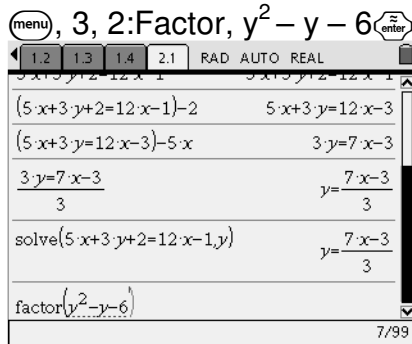 menu, 3, 2:Factor, y² – y – 6 enter
1.2 1.3 1.4 2.1 RAD AUTO REAL
(5·x+3·y+2=12·x−1)−2 5·x+3·y=12·x−3
(5·x+3·y=12·x−3)−5·x 3·y=7·x−3
3·y=7·x−3
3
y=7·x−3
3
solve(5·x+3·y+2=12·x−1,y) y=7·x−3
3
factor(y²−y−6)
7/99